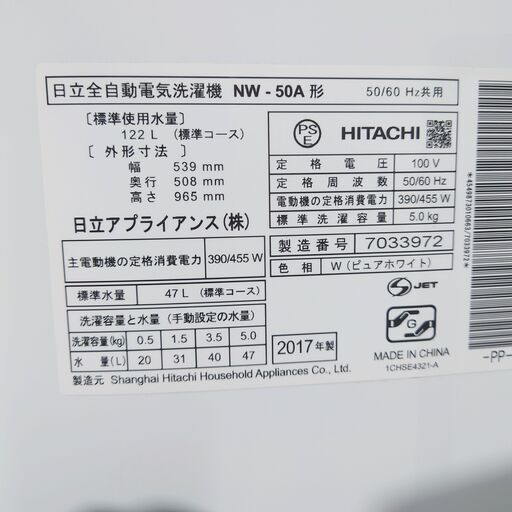 日立全自動電気洗濯機 NW - 50A 形 50/60 Hz共用
〔標準使用水量〕
122 L (標準コース)
〔 外形寸法 〕
幅 539 mm
奥行 508 mm
高さ 965 mm
日立アプライアンス(株)
主電動機の定格消費電力 390/455 W
標準水量 47 L (標準コース)
洗濯容量と水量 (手動設定の水量)
洗濯容量(kg) 0.5 1.5 3.5 5.0
水量(L) 20 31 40 47
製造元 Shanghai Hitachi Household Appliances Co., Ltd.
PS
E
HITACHI
定格電圧 100 V
定格周波数 50/60 Hz
電動機の定格消費電力 390/455 W
標準洗濯容量 5.0㎏
製造番号 7033972
色相 W (ピュアホワイト)
S JET
G
2017年製
MADE IN CHINA
1CHSE4321-A
-PP-